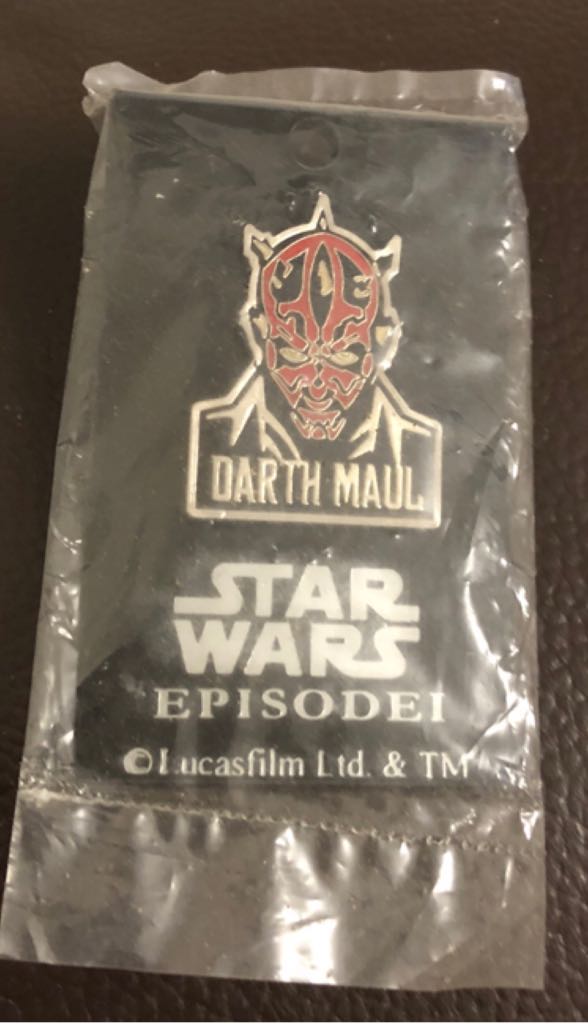 DARTH MAUL
STAR
WARS
EPISODE I
© Lucasfilm Ltd. & TM